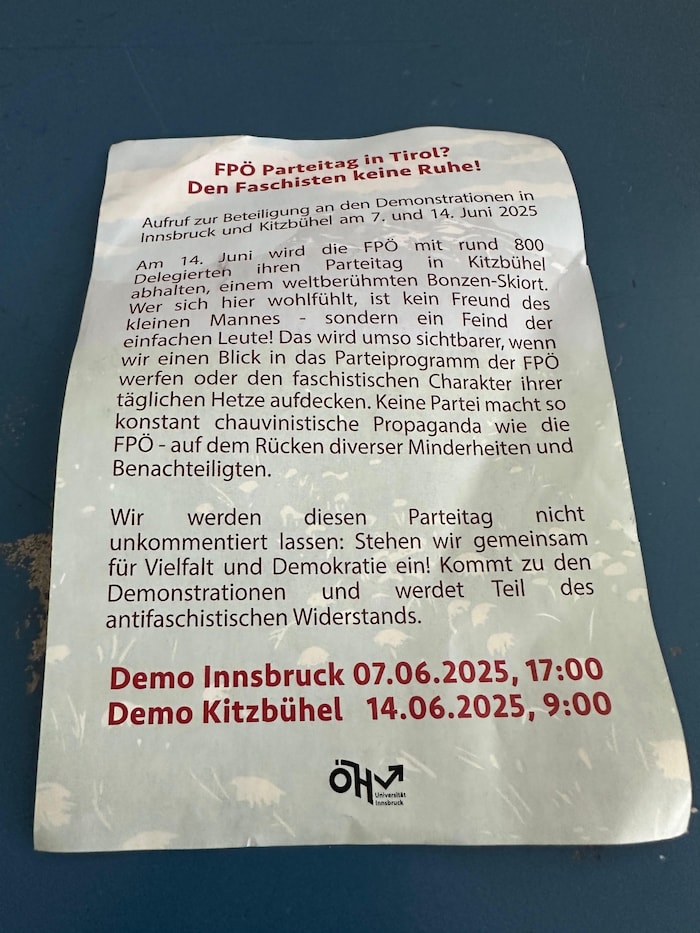 FPÖ Parteitag in Tirol?
Den Faschisten keine Ruhe!
Aufruf zur Beteiligung an den Demonstrationen in
Innsbruck und Kitzbühel am 7. und 14. Juni 2025
Am 14. Juni wird die FPÖ mit rund 800
Delegierten ihren Parteitag in Kitzbühel
abhalten, einem weltberühmten Bonzen-Skiort.
Wer sich hier wohlfühlt, ist kein Freund des
kleinen Mannes - sondern ein Feind der
einfachen Leute! Das wird umso sichtbarer, wenn
wir einen Blick in das Parteiprogramm der FPÖ
werfen oder den faschistischen Charakter ihrer
täglichen Hetze aufdecken. Keine Partei macht so
konstant chauvinistische Propaganda wie die
FPÖ - auf dem Rücken diverser Minderheiten und
Benachteiligten.
Wir werden diesen Parteitag nicht
unkommentiert lassen: Stehen wir gemeinsam
für Vielfalt und Demokratie ein! Kommt zu den
Demonstrationen und werdet Teil des
antifaschistischen Widerstands.
Demo Innsbruck 07.06.2025, 17:00
Demo Kitzbühel 14.06.2025, 9:00
ÖH
Universität
Innsbruck